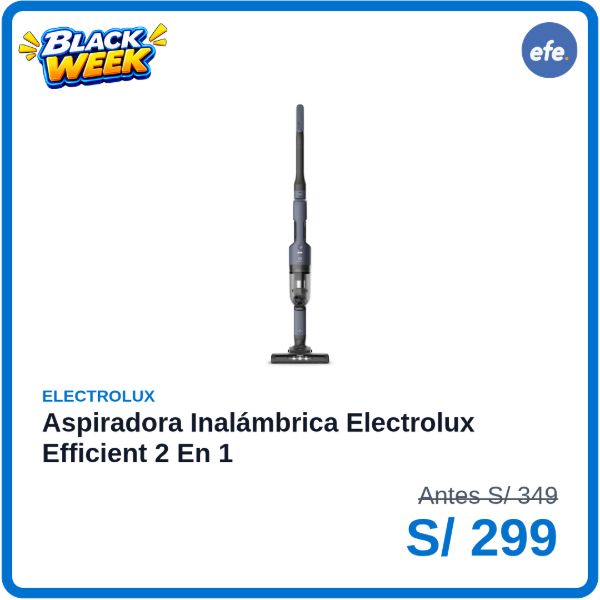 BLACK
WEEK
efe.
ELECTROLUX
Aspiradora Inalámbrica Electrolux
Efficient 2 En 1
Antes S/ 349
S/ 299